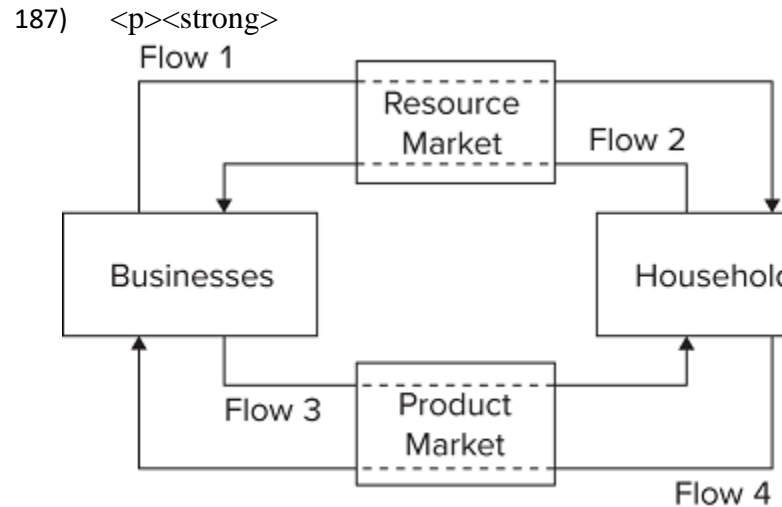 187) <p><strong>
Flow 1
Resource
Market
Flow 2
Businesses
Househol
Flow 3
Product
Market
Flow 4